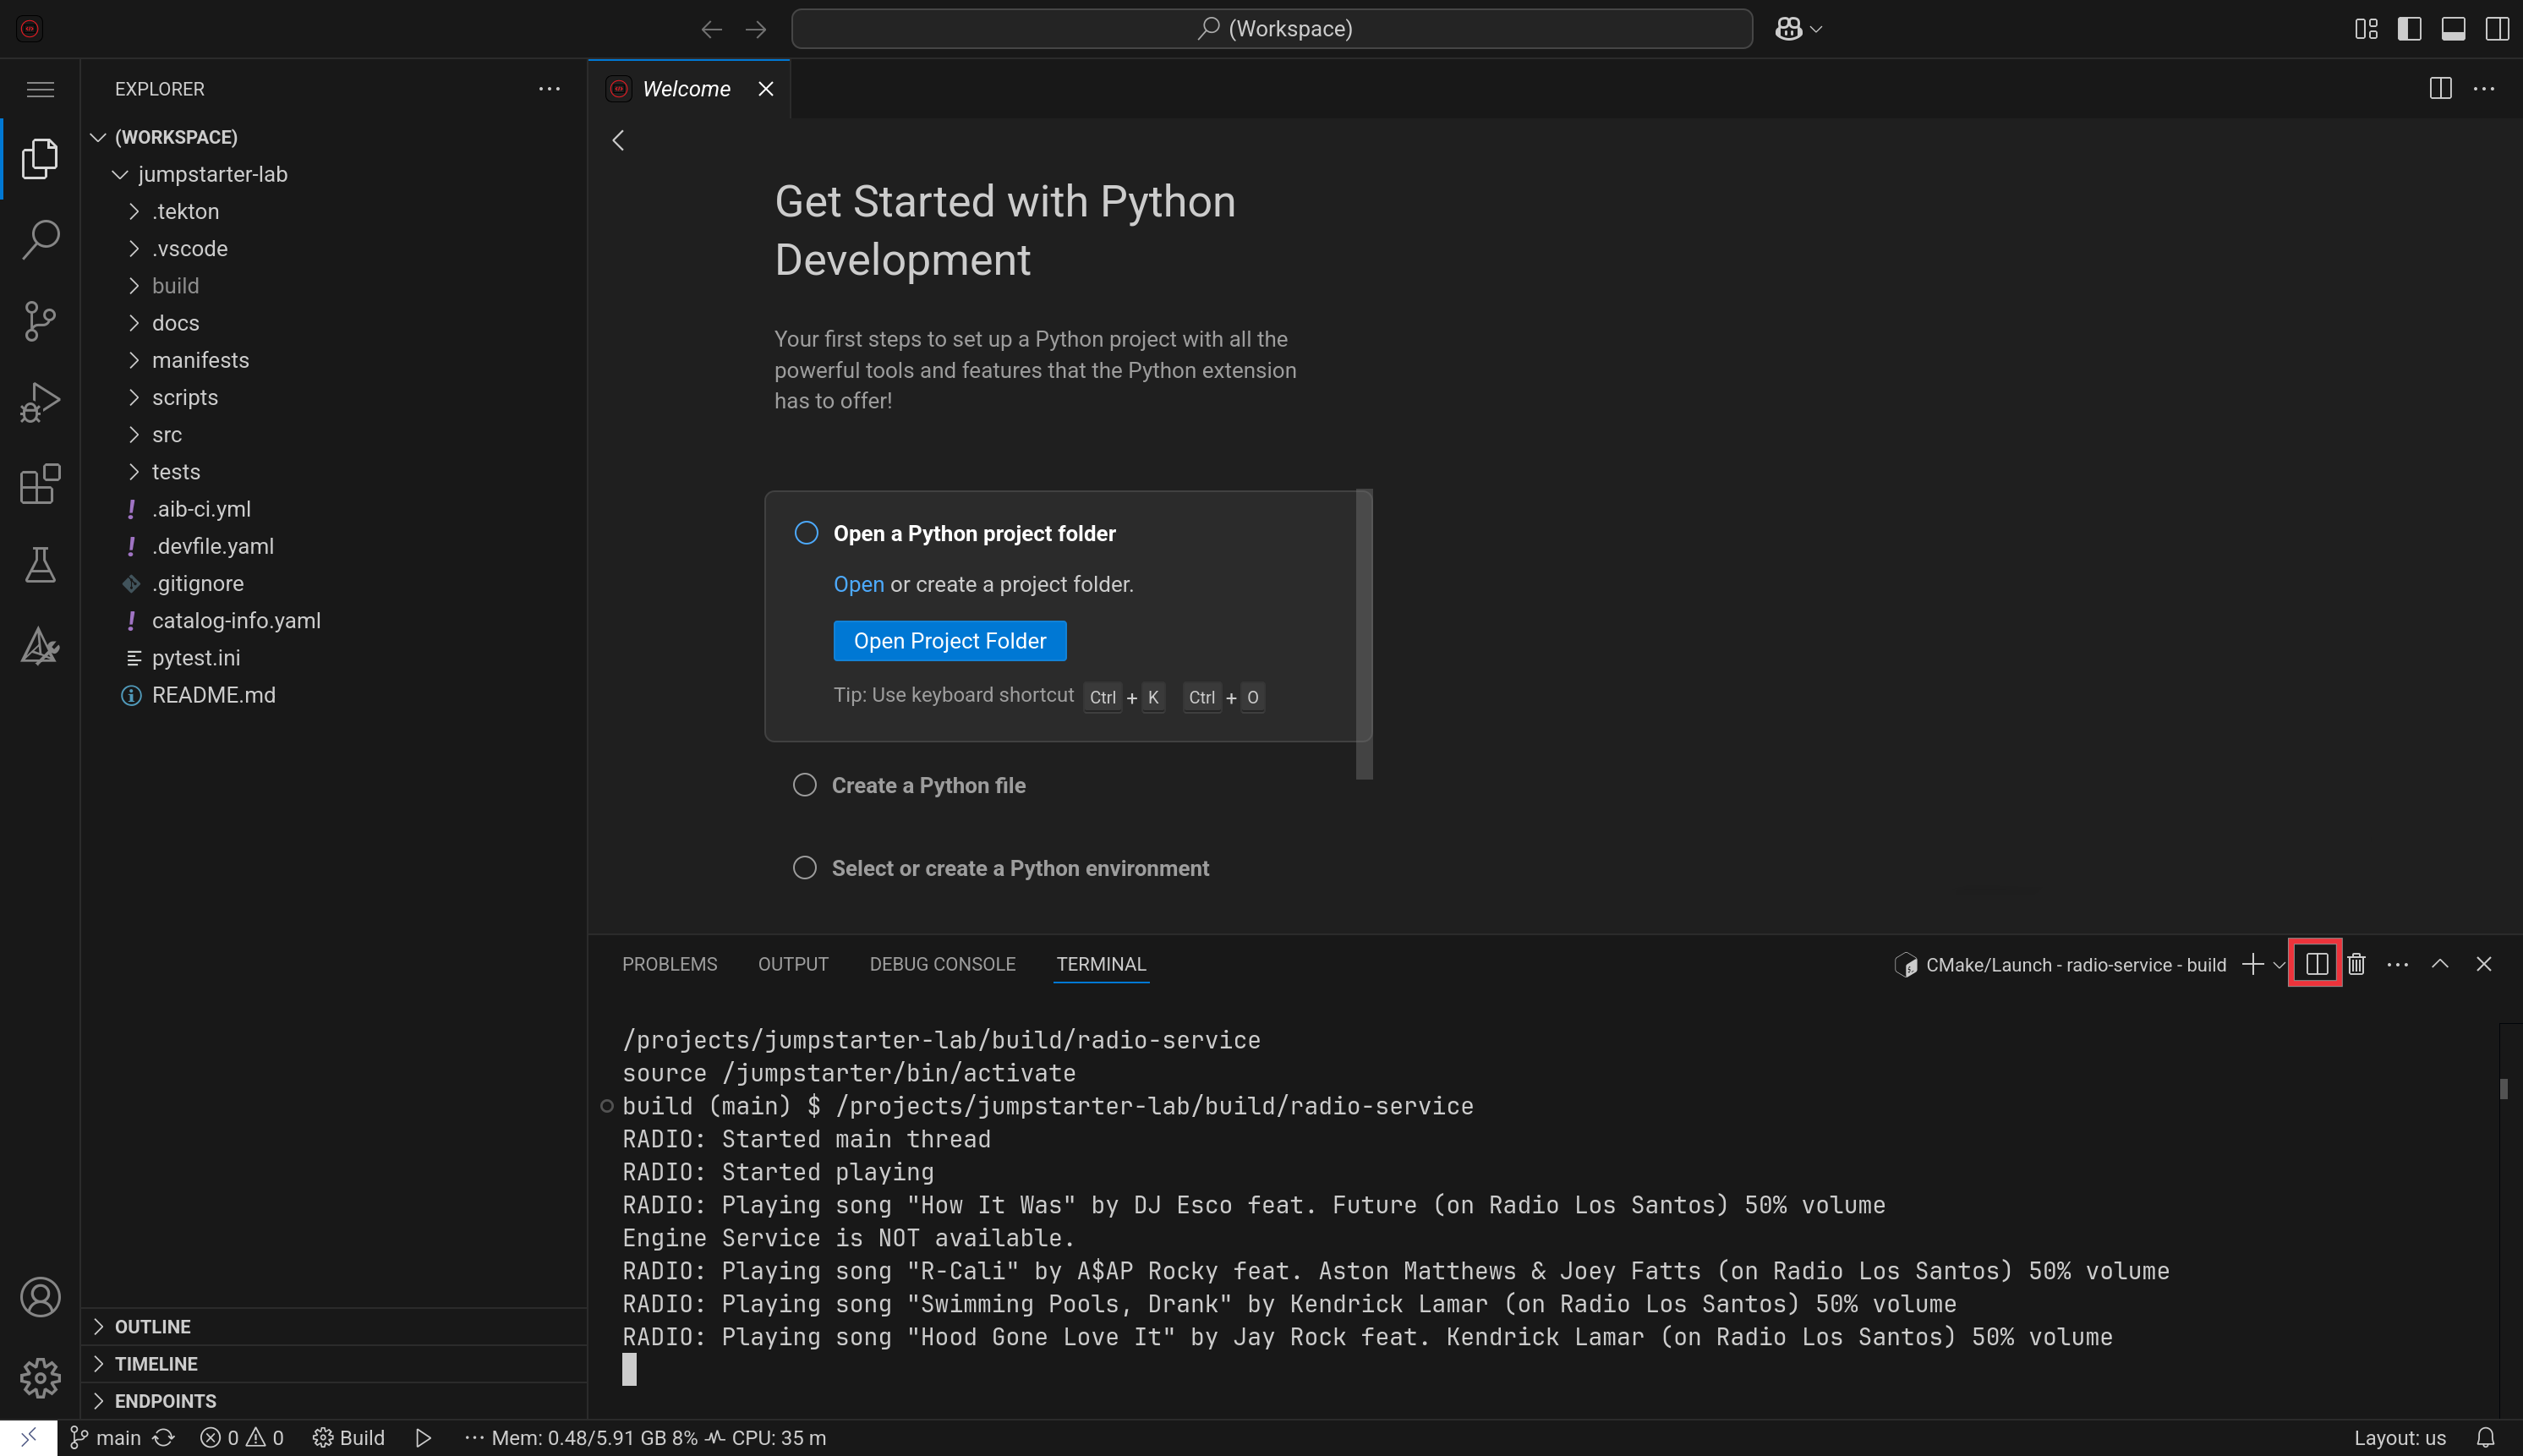 (Workspace)
EXPLORER
(WORKSPACE)
jumpstarter-lab
.tekton
.vscode
build
docs
manifests
scripts
src
tests
! .aib-ci.yml
! .devfile.yaml
.gitignore
! catalog-info.yaml
pytest.ini
README.md
OUTLINE
TIMELINE
ENDPOINTS
Welcome
Get Started with Python
Development
Your first steps to set up a Python project with all the
powerful tools and features that the Python extension
has to offer!
Open a Python project folder
Open or create a project folder.
Open Project Folder
Tip: Use keyboard shortcut Ctrl + K Ctrl + O
Create a Python file
Select or create a Python environment
PROBLEMS OUTPUT DEBUG CONSOLE TERMINAL
CMake/Launch - radio-service - build
/projects/jumpstarter-lab/build/radio-service
source /jumpstarter/bin/activate
build (main) $ /projects/jumpstarter-lab/build/radio-service
RADIO: Started main thread
RADIO: Started playing
RADIO: Playing song "How It Was" by DJ Esco feat. Future (on Radio Los Santos) 50% volume
Engine Service is NOT available.
RADIO: Playing song "R-Cali" by A$AP Rocky feat. Aston Matthews & Joey Fatts (on Radio Los Santos) 50% volume
RADIO: Playing song "Swimming Pools, Drank" by Kendrick Lamar (on Radio Los Santos) 50% volume
RADIO: Playing song "Hood Gone Love It" by Jay Rock feat. Kendrick Lamar (on Radio Los Santos) 50% volume
main 0 0 Build ··· Mem: 0.48/5.91 GB 8% CPU: 35 m Layout: us